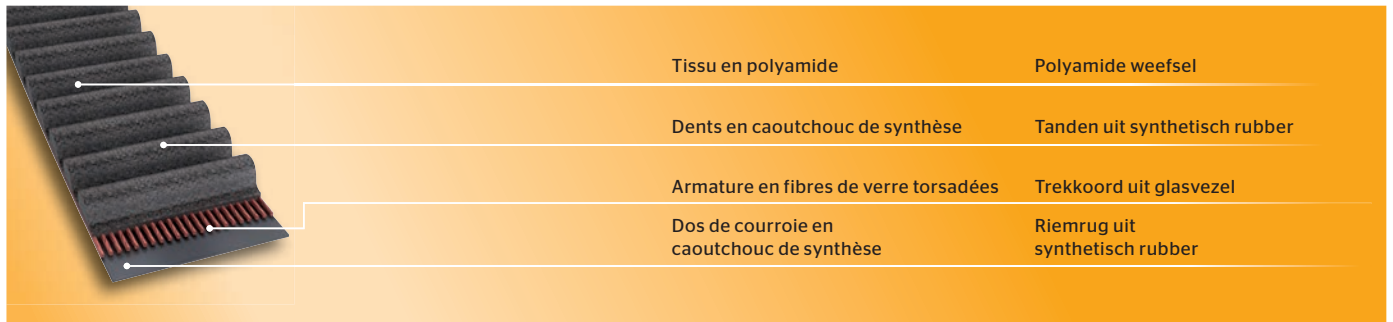 Tissu en polyamide
Polyamide weefsel
Dents en caoutchouc de synthèse
Tanden uit synthetisch rubber
Armature en fibres de verre torsadées
Trekkoord uit glasvezel
Dos de courroie en
caoutchouc de synthèse
Riemrug uit
synthetisch rubber